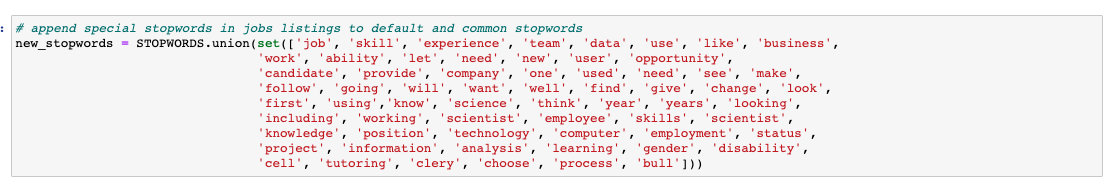 # append special stopwords in jobs listings to default and common stopwords
new_stopwords = STOPWORDS.union(set(['job', 'skill', 'experience', 'team', 'data', 'use', 'like', 'business',
'work', 'ability', 'let', 'need', 'new', 'user', 'opportunity',
'candidate', 'provide', 'company', 'one', 'used', 'need', 'see', 'make',
'follow', 'going', 'will', 'want', 'well', 'find', 'give', 'change', 'look',
'first', 'using','know', 'science', 'think', 'year', 'years', 'looking',
'including', 'working', 'scientist', 'employee', 'skills', 'scientist',
'knowledge', 'position', 'technology', 'computer', 'employment', 'status',
'project', 'information', 'analysis', 'learning', 'gender', 'disability',
'cell', 'tutoring', 'clery', 'choose', 'process', 'bull']))